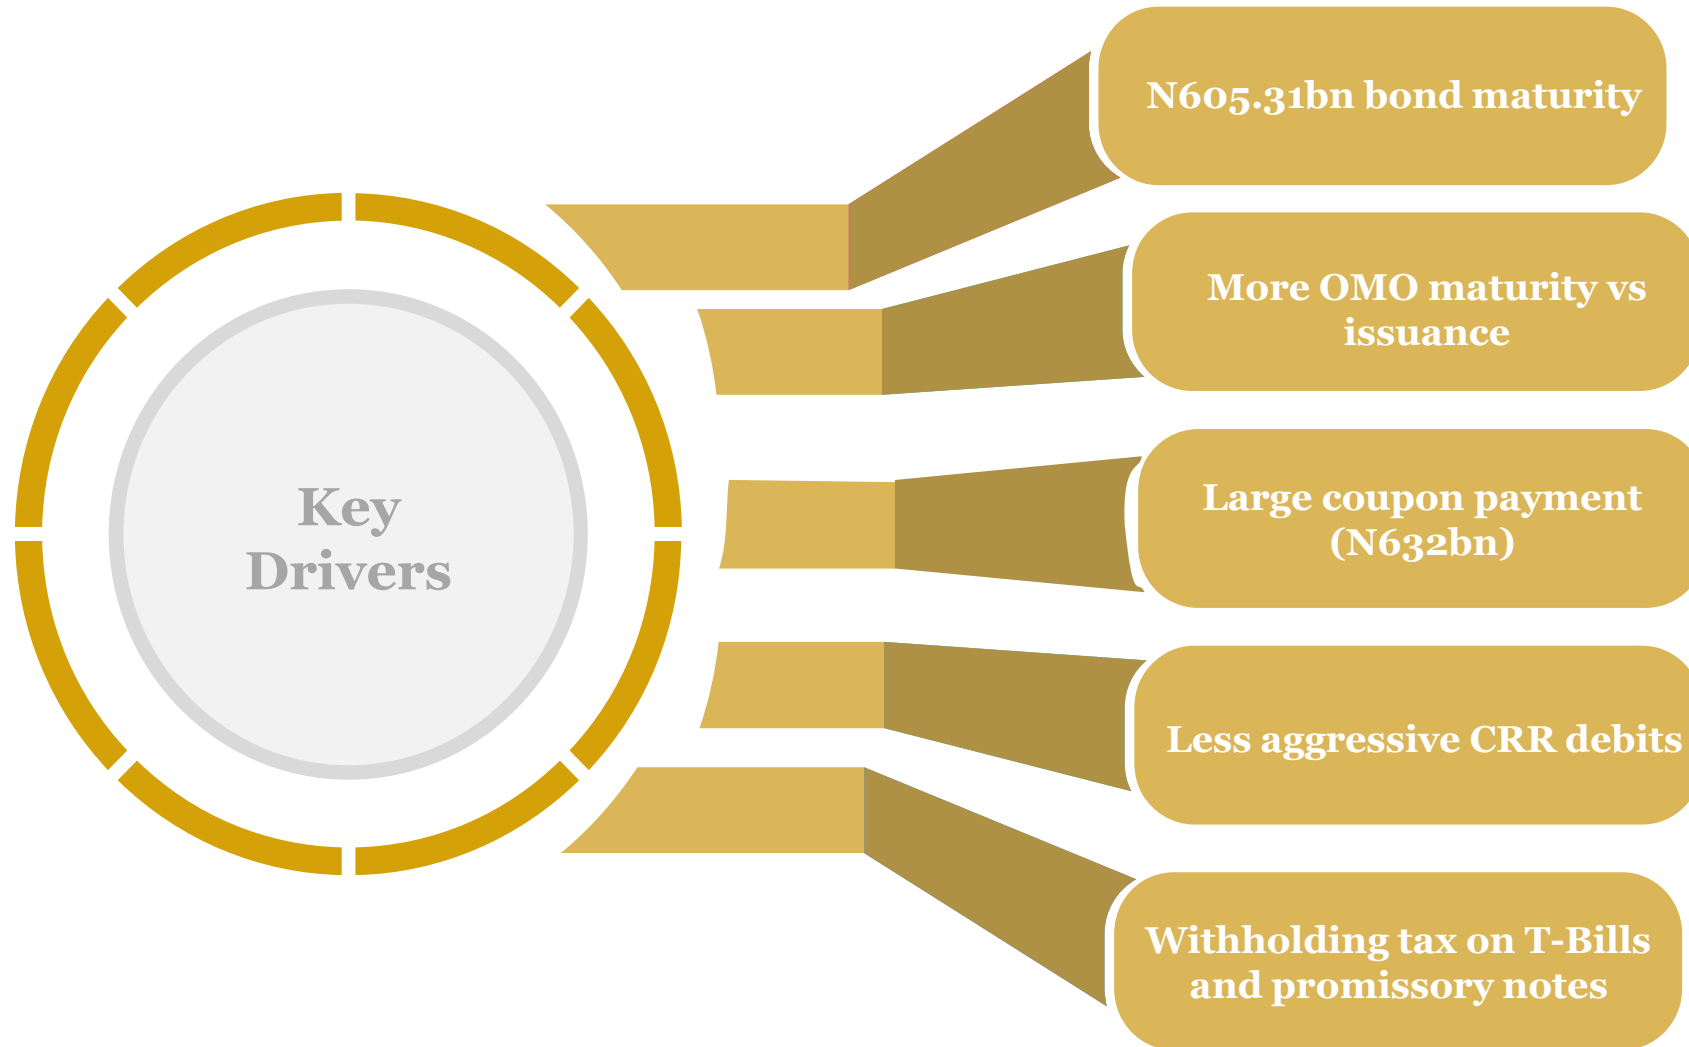 Key
Drivers
N605.31bn bond maturity
More OMO maturity vs
issuance
Large coupon payment
(N632bn)
Less aggressive CRR debits
Withholding tax on T-Bills
and promissory notes